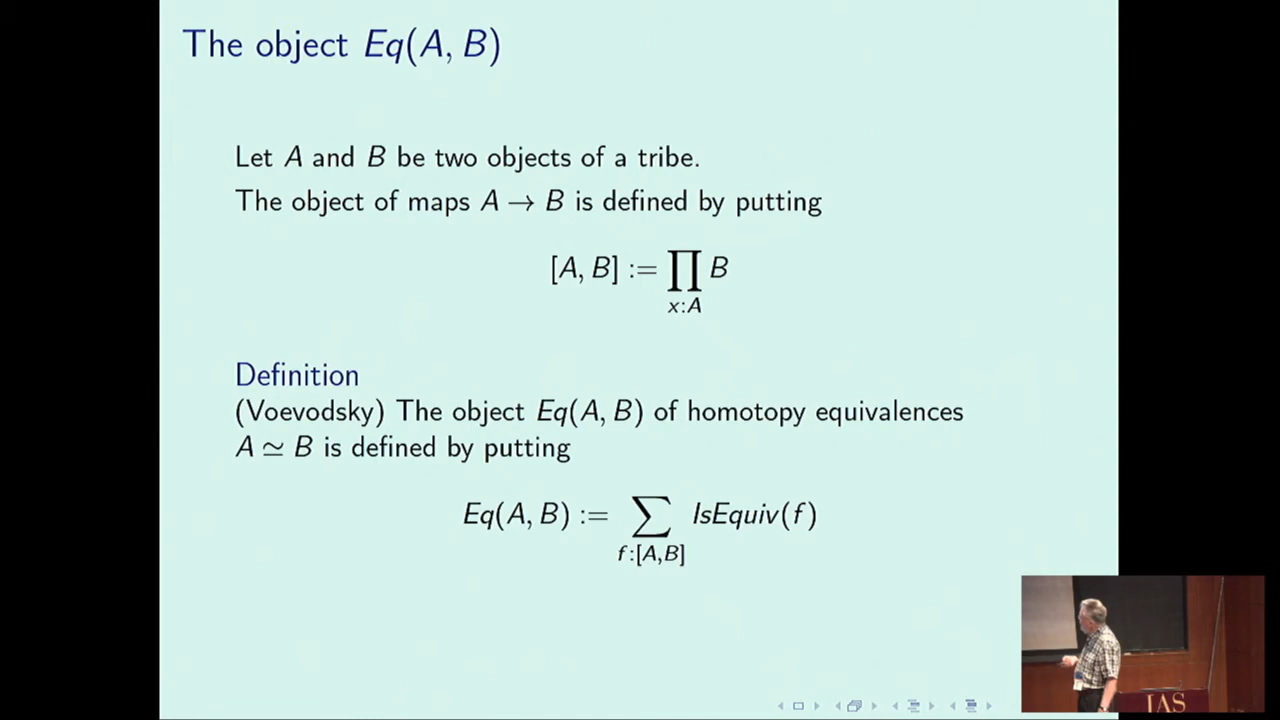 The object Eq(A, B)
Let A and B be two objects of a tribe.
The object of maps A → B is defined by putting
[A, B] := ∏ B
x:A
Definition
(Voevodsky) The object Eq(A, B) of homotopy equivalences
A ≃ B is defined by putting
Eq(A, B) := ∑ IsEquiv(f)
f:[A,B]
IAS